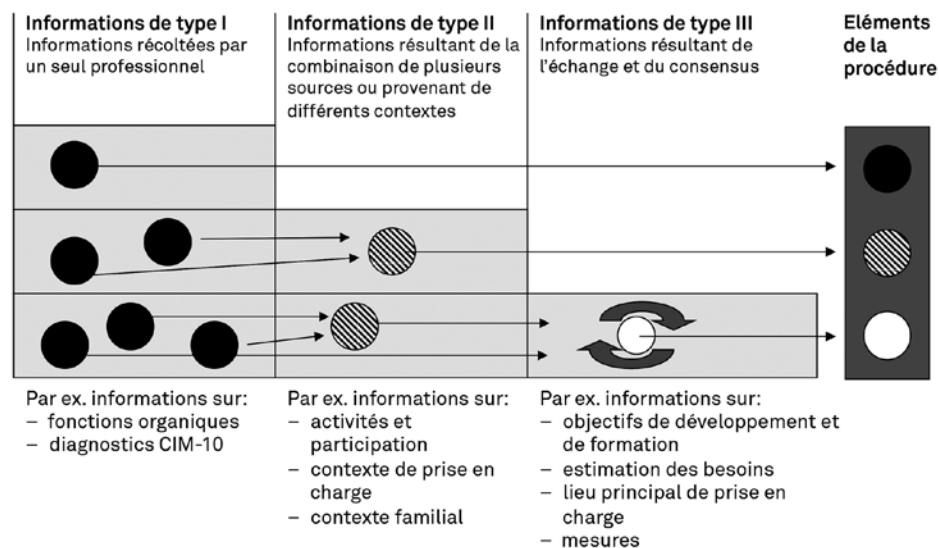 Informations de type I
Informations récoltées par
un seul professionnel
Informations de type II
Informations résultant de la
combinaison de plusieurs
sources ou provenant de
différents contextes
Informations de type III
Informations résultant de
l'échange et du consensus
Eléments
de la
procédure
Par ex. informations sur:
– fonctions organiques
– diagnostics CIM-10
Par ex. informations sur:
– activités et
participation
– contexte de prise en
charge
– contexte familial
Par ex. informations sur:
– objectifs de développement et
de formation
– estimation des besoins
– lieu principal de prise en
charge
– mesures